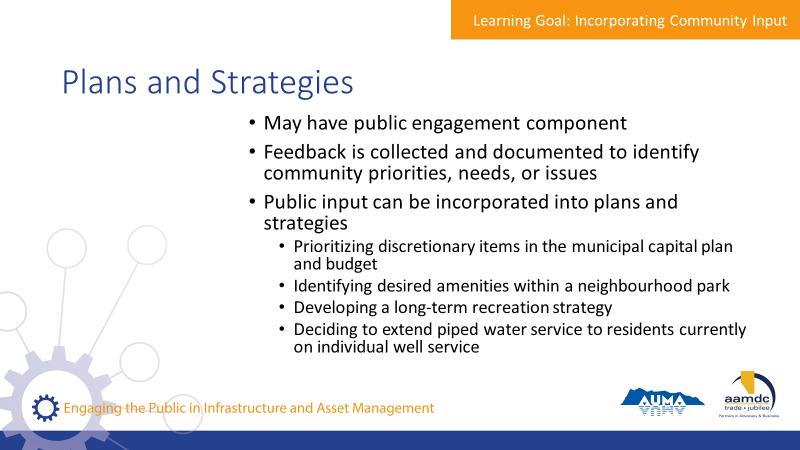 Learning Goal: Incorporating Community Input
Plans and Strategies
• May have public engagement component
• Feedback is collected and documented to identify
community priorities, needs, or issues
• Public input can be incorporated into plans and
strategies
• Prioritizing discretionary items in the municipal capital plan
and budget
• Identifying desired amenities within a neighbourhood park
• Developing a long-term recreation strategy
• Deciding to extend piped water service to residents currently
on individual well service
Engaging the Public in Infrastructure and Asset Management
AUMA
aamdc
trade • jubilee
Partners in Advocacy & Business